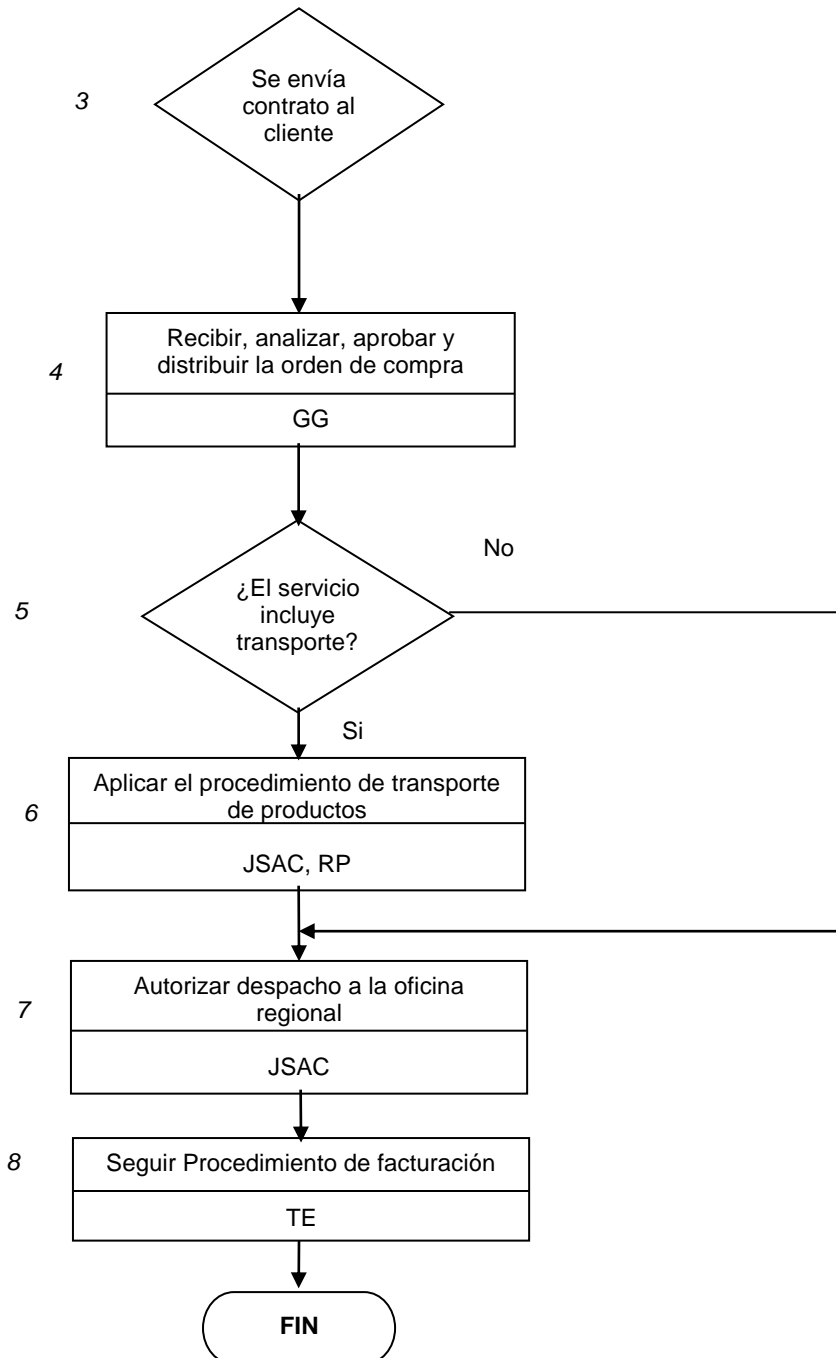 3
Se envía
contrato al
cliente
4
Recibir, analizar, aprobar y
distribuir la orden de compra
GG
No
5
¿El servicio
incluye
transporte?
Si
6
Aplicar el procedimiento de transporte
de productos
JSAC, RP
7
Autorizar despacho a la oficina
regional
JSAC
8
Seguir Procedimiento de facturación
TE
FIN